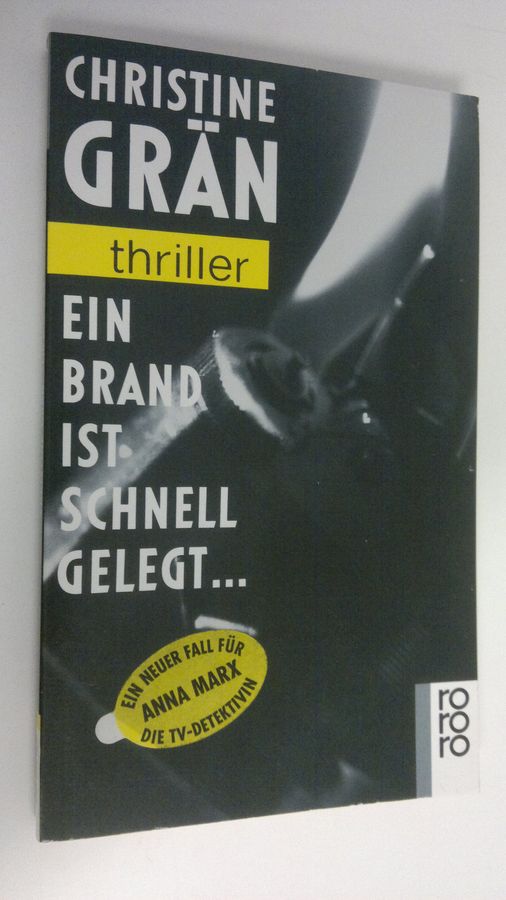 CHRISTINE
GRÄN
thriller
EIN
BRAND
IST
SCHNELL
GELEGT...
EIN NEUER FALL FÜR
ANNA MARX
DIE TV-DETEKTIVIN
ro
ro
ro